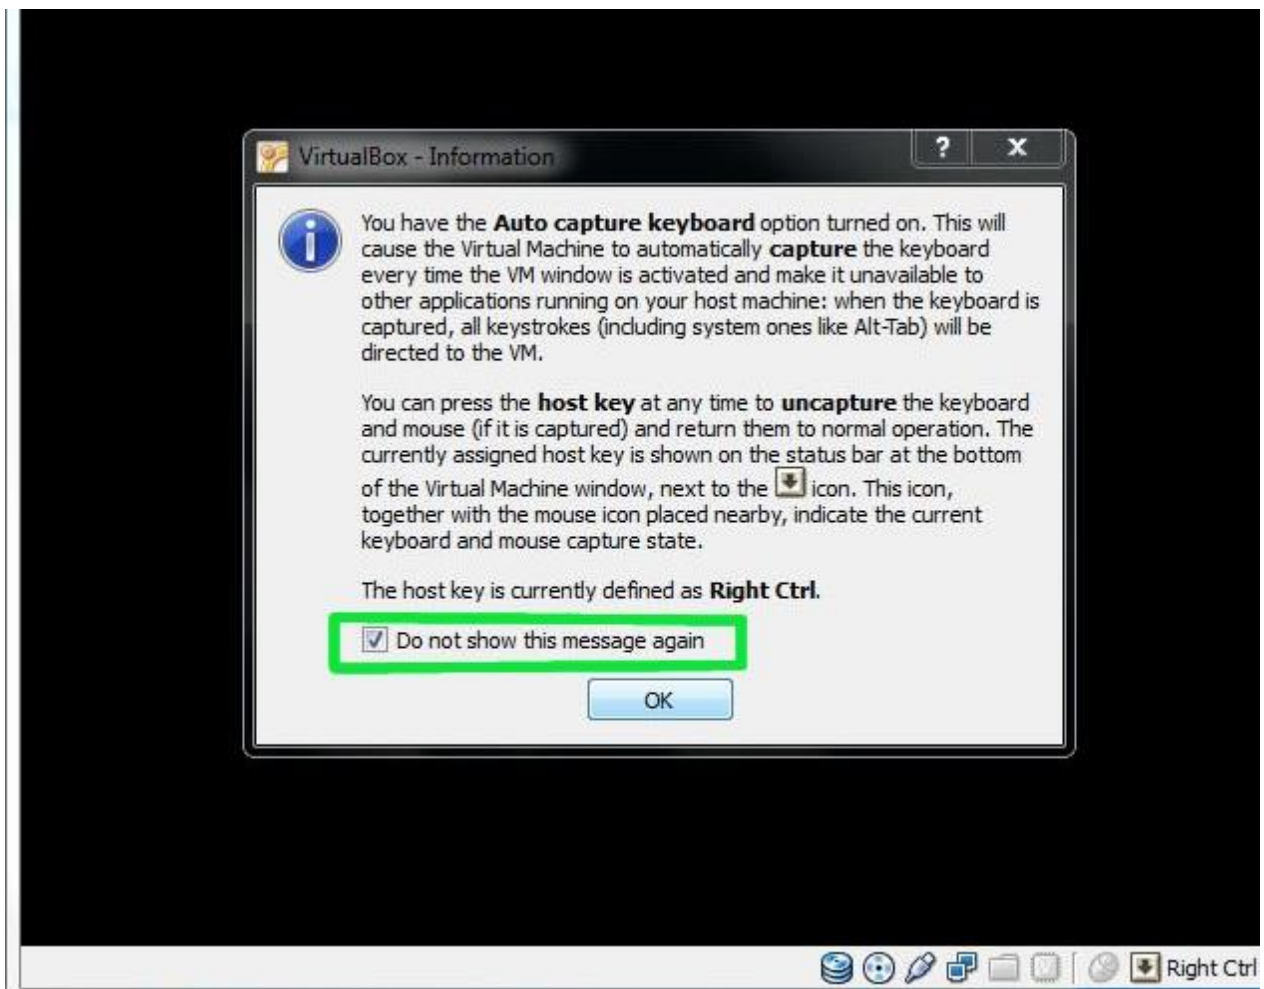 VirtualBox - Information
? X
You have the Auto capture keyboard option turned on. This will
cause the Virtual Machine to automatically capture the keyboard
every time the VM window is activated and make it unavailable to
other applications running on your host machine: when the keyboard is
captured, all keystrokes (including system ones like Alt-Tab) will be
directed to the VM.
You can press the host key at any time to uncapture the keyboard
and mouse (if it is captured) and return them to normal operation. The
currently assigned host key is shown on the status bar at the bottom
of the Virtual Machine window, next to the icon. This icon,
together with the mouse icon placed nearby, indicate the current
keyboard and mouse capture state.
The host key is currently defined as Right Ctrl.
Do not show this message again
OK
Right Ctrl